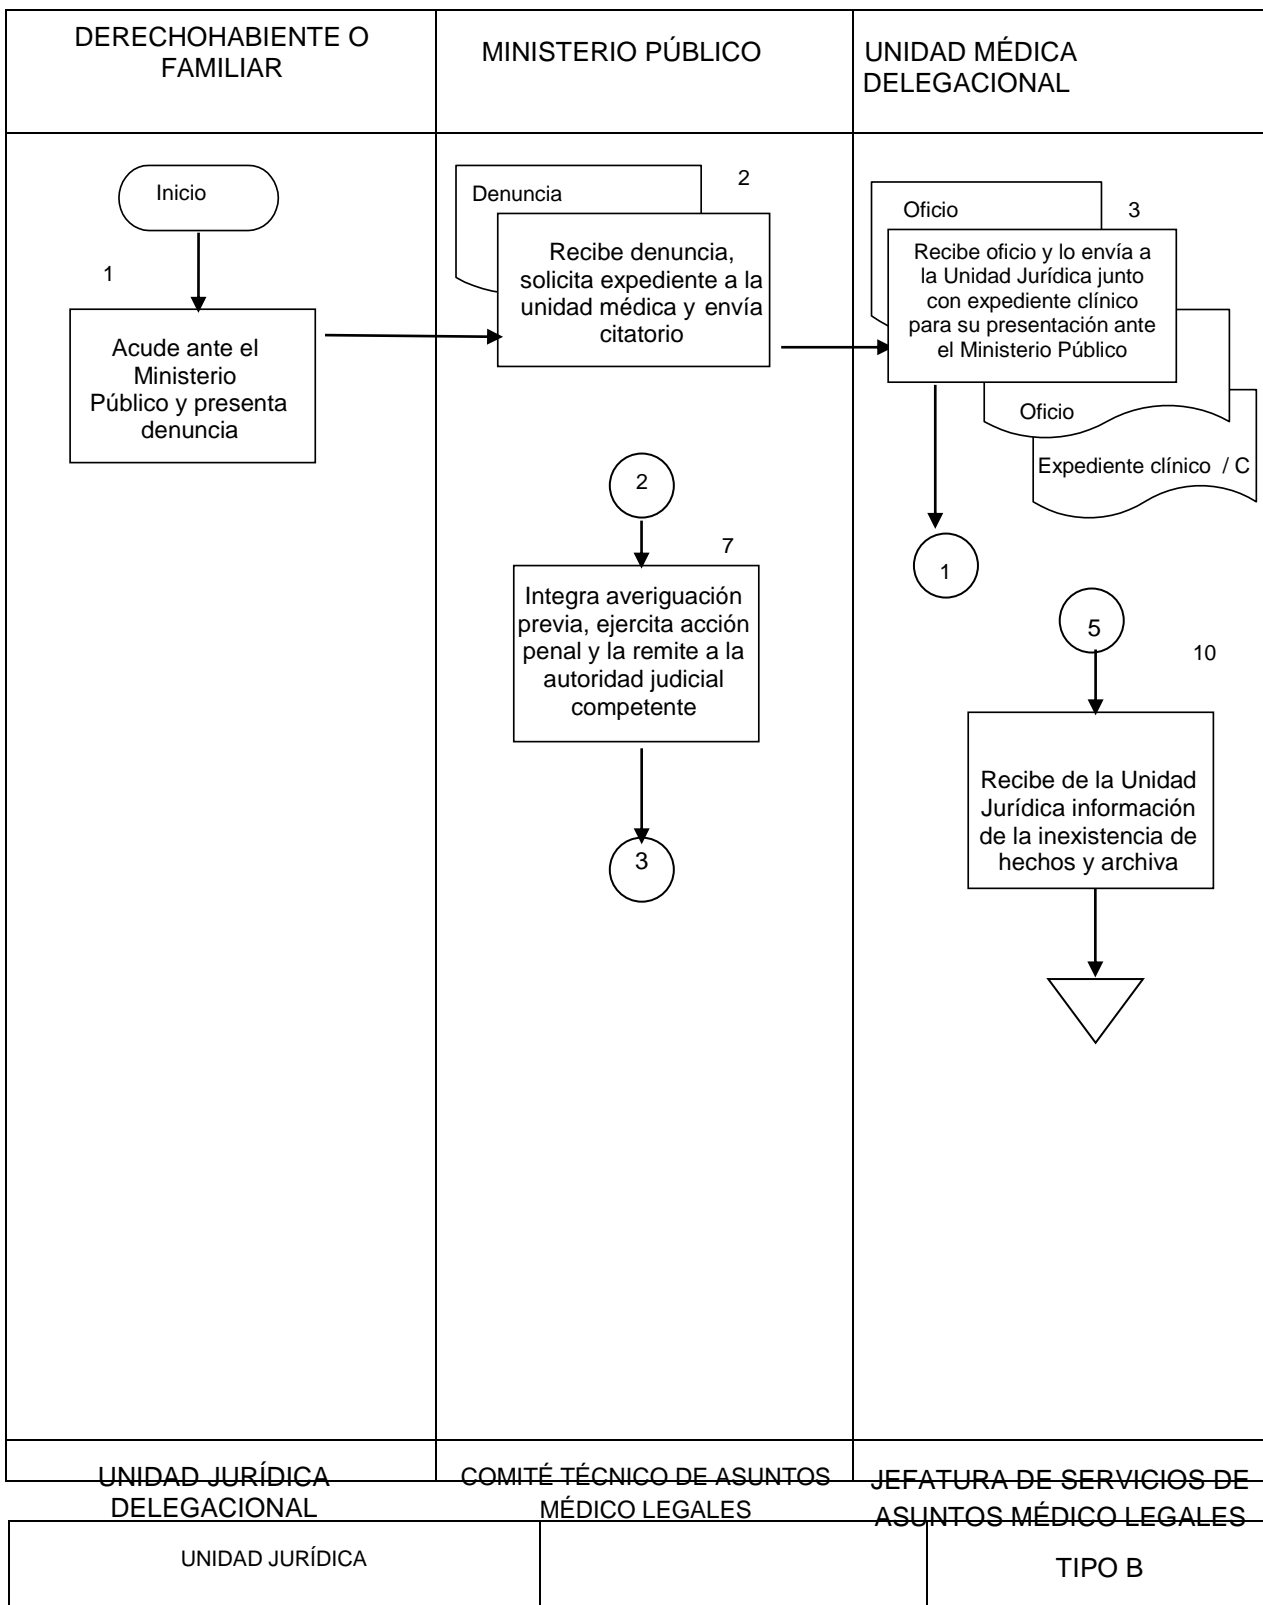 DERECHOHABIENTE O
FAMILIAR
MINISTERIO PÚBLICO
UNIDAD MÉDICA
DELEGACIONAL
Inicio
1
Acude ante el
Ministerio
Público y presenta
denuncia
Denuncia
2
Recibe denuncia,
solicita expediente a la
unidad médica y envía
citatorio
2
7
Integra averiguación
previa, ejercita acción
penal y la remite a la
autoridad judicial
competente
3
Oficio
3
Recibe oficio y lo envía a
la Unidad Jurídica junto
con expediente clínico
para su presentación ante
el Ministerio Público
Oficio
Expediente clínico / C
1
5
10
Recibe de la Unidad
Jurídica información
de la inexistencia de
hechos y archiva
UNIDAD JURÍDICA
DELEGACIONAL
COMITÉ TÉCNICO DE ASUNTOS
MÉDICO LEGALES
JEFATURA DE SERVICIOS DE
ASUNTOS MÉDICO LEGALES
UNIDAD JURÍDICA
TIPO B